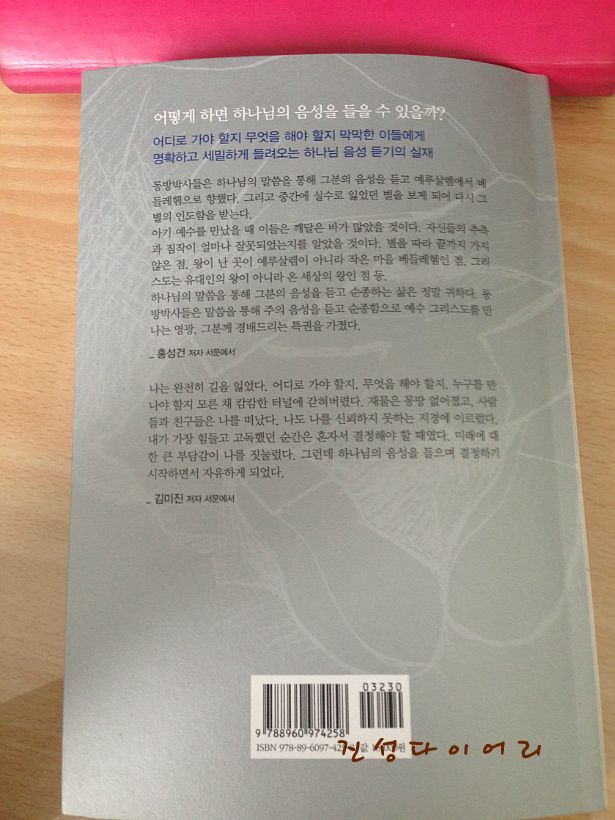 어떻게 하면 하나님의 음성을 들을 수 있을까?
어디로 가야 할지 무엇을 해야 할지 막막한 이들에게
명확하고 세밀하게 들려오는 하나님 음성 듣기의 실재
동방박사들은 하나님의 말씀을 통해 그분의 음성을 듣고 예루살렘에서 베
들레헴으로 향했다. 그리고 중간에 실수로 잃었던 별을 보게 되어 다시 그
별의 인도함을 받는다.
아기 예수를 만났을 때 이들은 깨달은 바가 많았을 것이다. 자신들의 추측
과 짐작이 얼마나 잘못되었는지를 알았을 것이다. 별을 따라 끝까지 가지
않은 점, 왕이 난 곳이 예루살렘이 아니라 작은 마을 베들레헴인 점, 그리
스도는 유대인의 왕이 아니라 온 세상의 왕인 점 등.
하나님의 말씀을 통해 그분의 음성을 듣고 순종하는 삶은 정말 귀하다. 동
방박사들은 말씀을 통해 주의 음성을 듣고 순종함으로 예수 그리스도를 만
나는 영광, 그분께 경배드리는 특권을 가졌다.
_ 홍성건 저자 서문에서
나는 완전히 길을 잃었다. 어디로 가야 할지, 무엇을 해야 할지, 누구를 만
나야 할지 모른 채 캄캄한 터널에 갇혀버렸다. 재물은 몽땅 없어졌고, 사람
들과 친구들은 나를 떠났다. 나도 나를 신뢰하지 못하는 지경에 이르렀다.
내가 가장 힘들고 고독했던 순간은 혼자서 결정해야 할 때였다. 미래에 대
한 큰 부담감이 나를 짓눌렀다. 그런데 하나님의 음성을 들으며 결정하기
시작하면서 자유하게 되었다.
_ 김미진 저자 서문에서
03230
9 788960 974258
ISBN 978-89-6097-42 값 원
진성다이어리